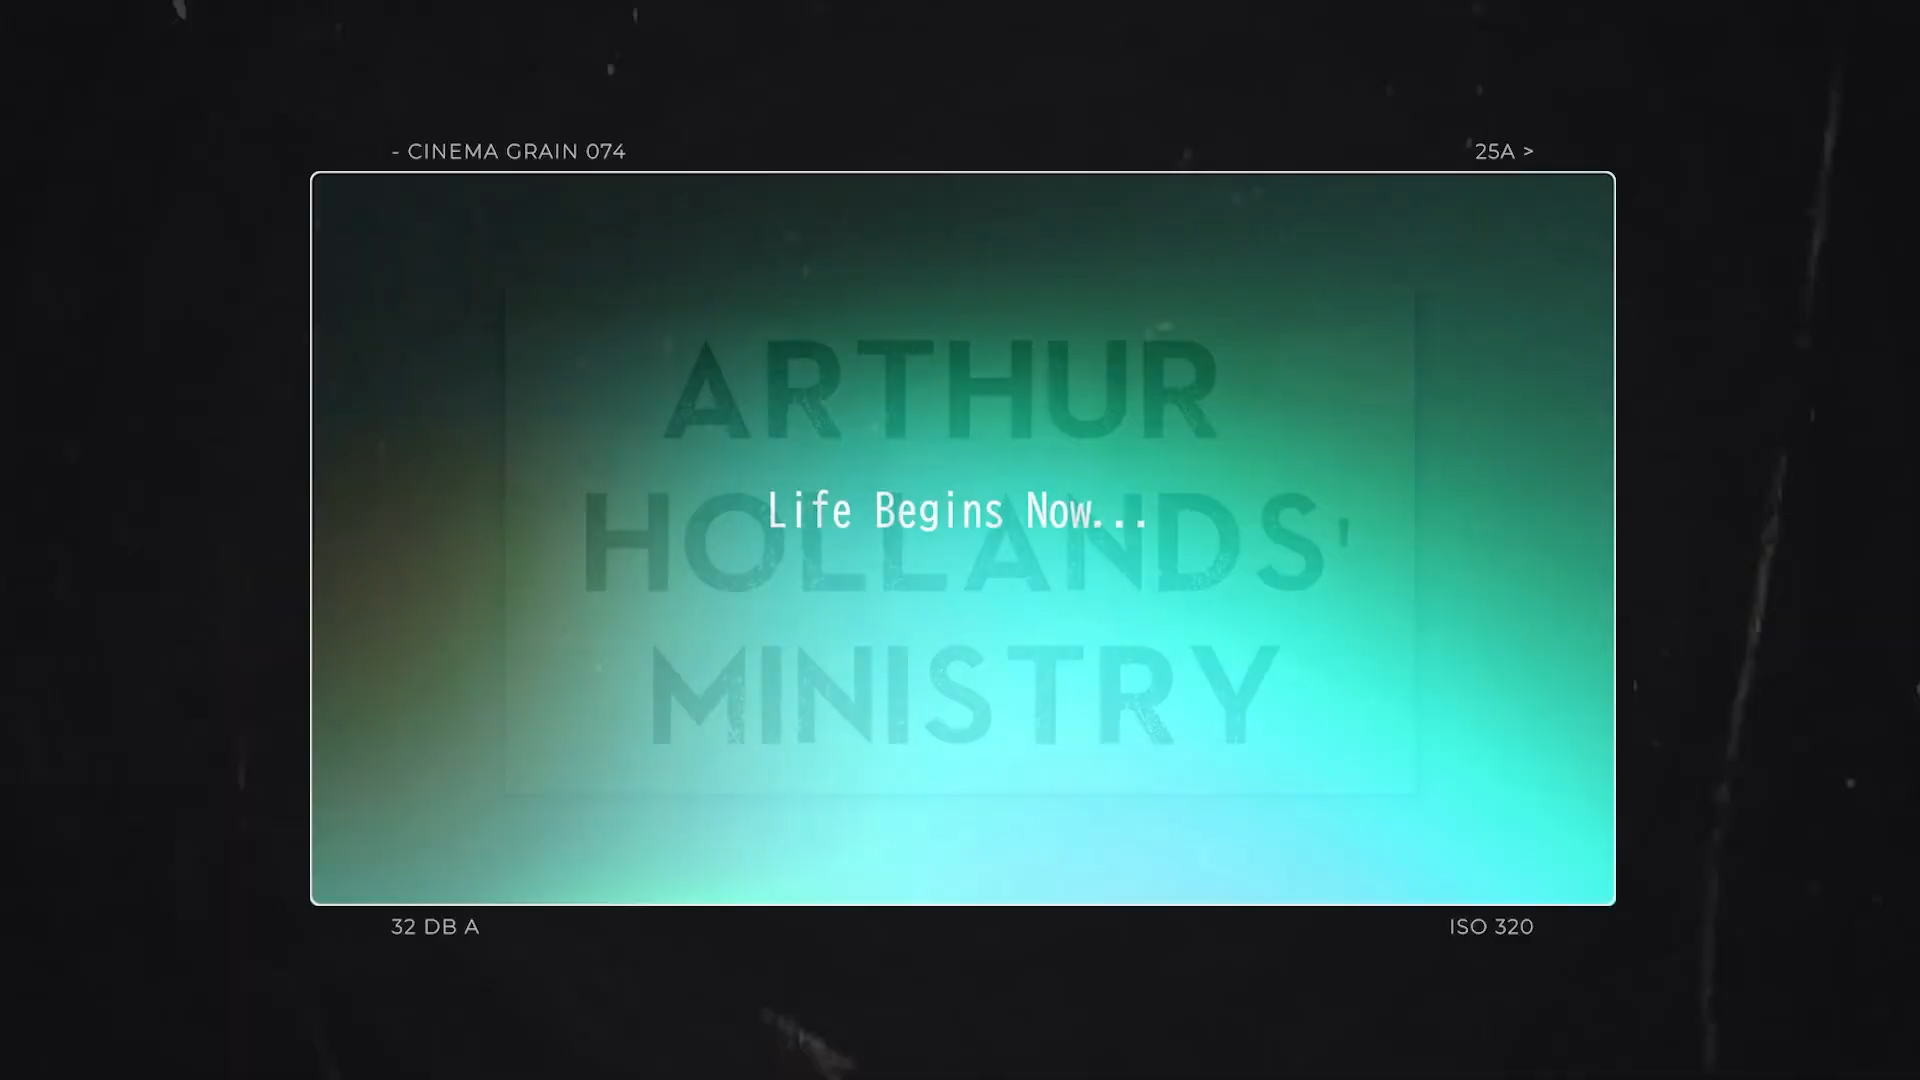 - CINEMA GRAIN 074
25A >
ARTHUR
Life Begins Now...
HOLLANDS'
MINISTRY
32 DB A
ISO 320